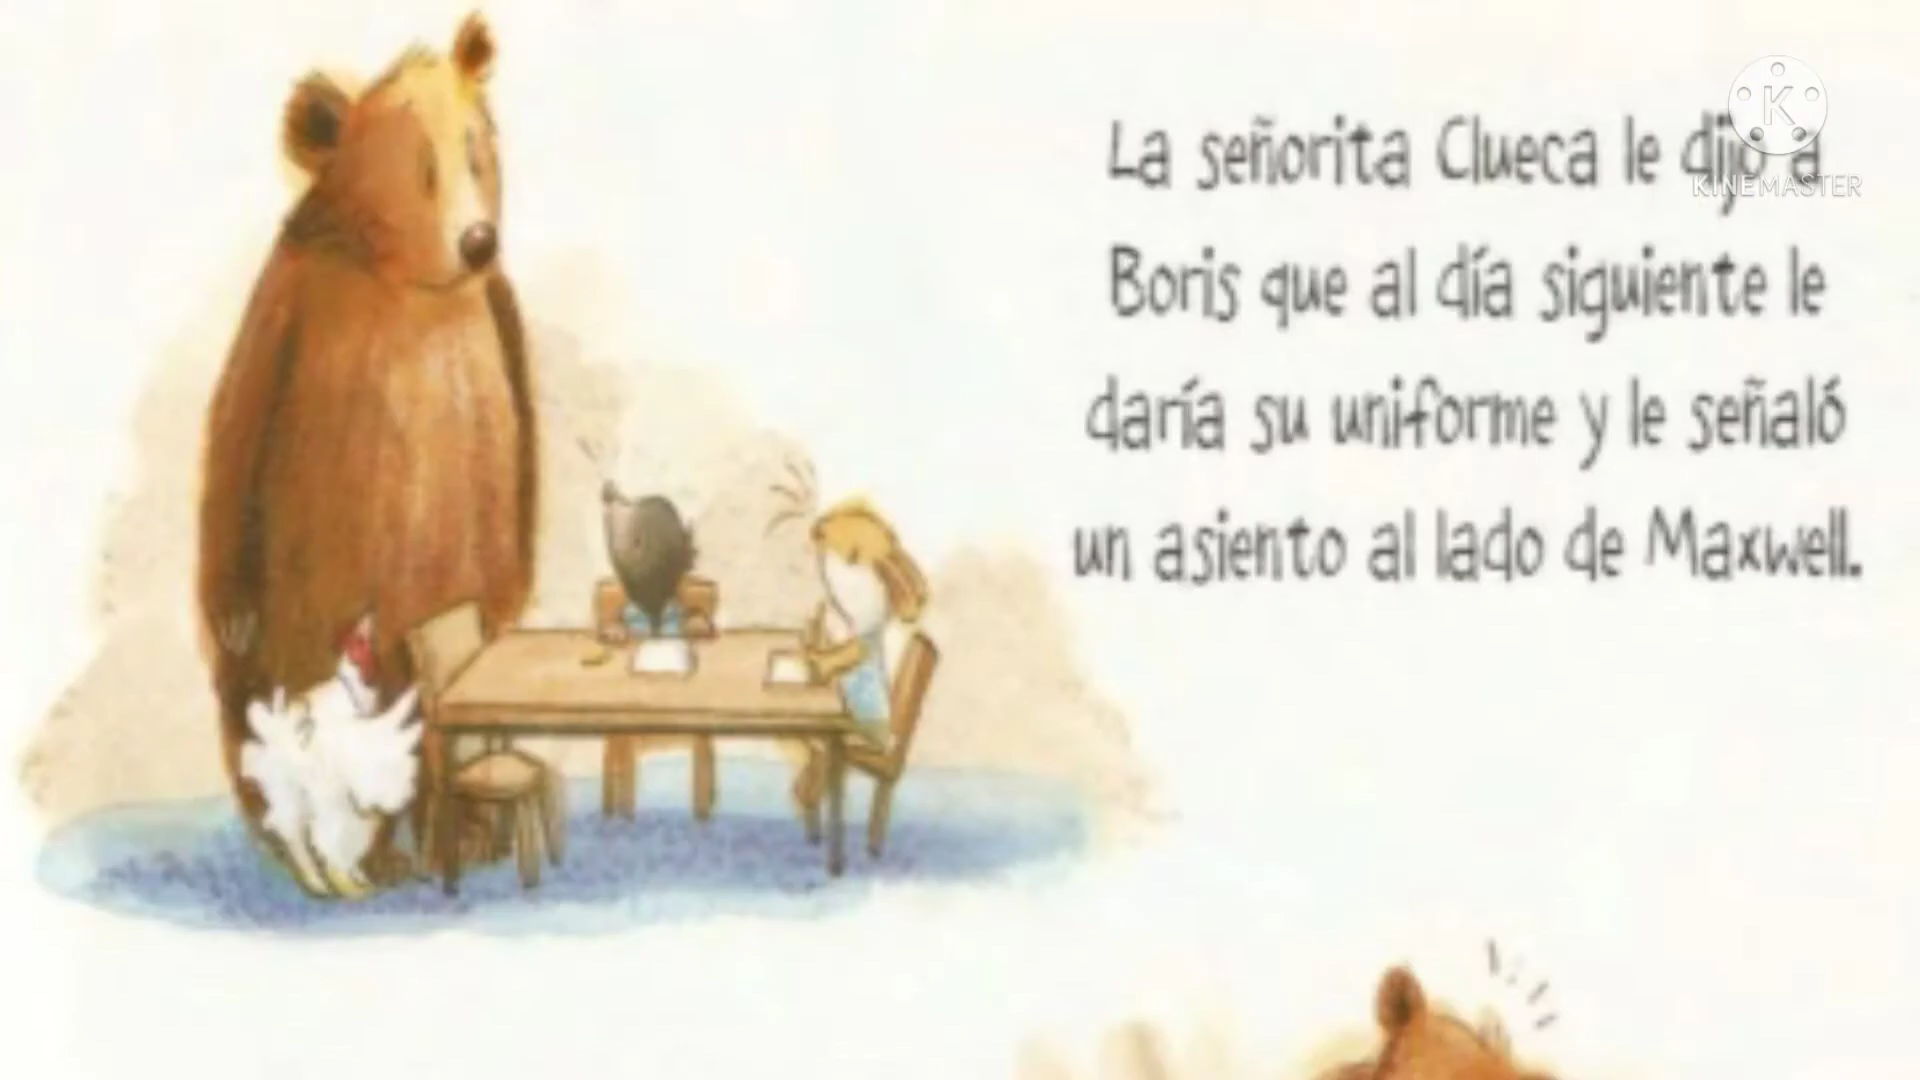 La señorita Clueca le dijo a
Boris que al día siguiente le
daría su uniforme y le señaló
un asiento al lado de Maxwell.
K
KINEMASTER